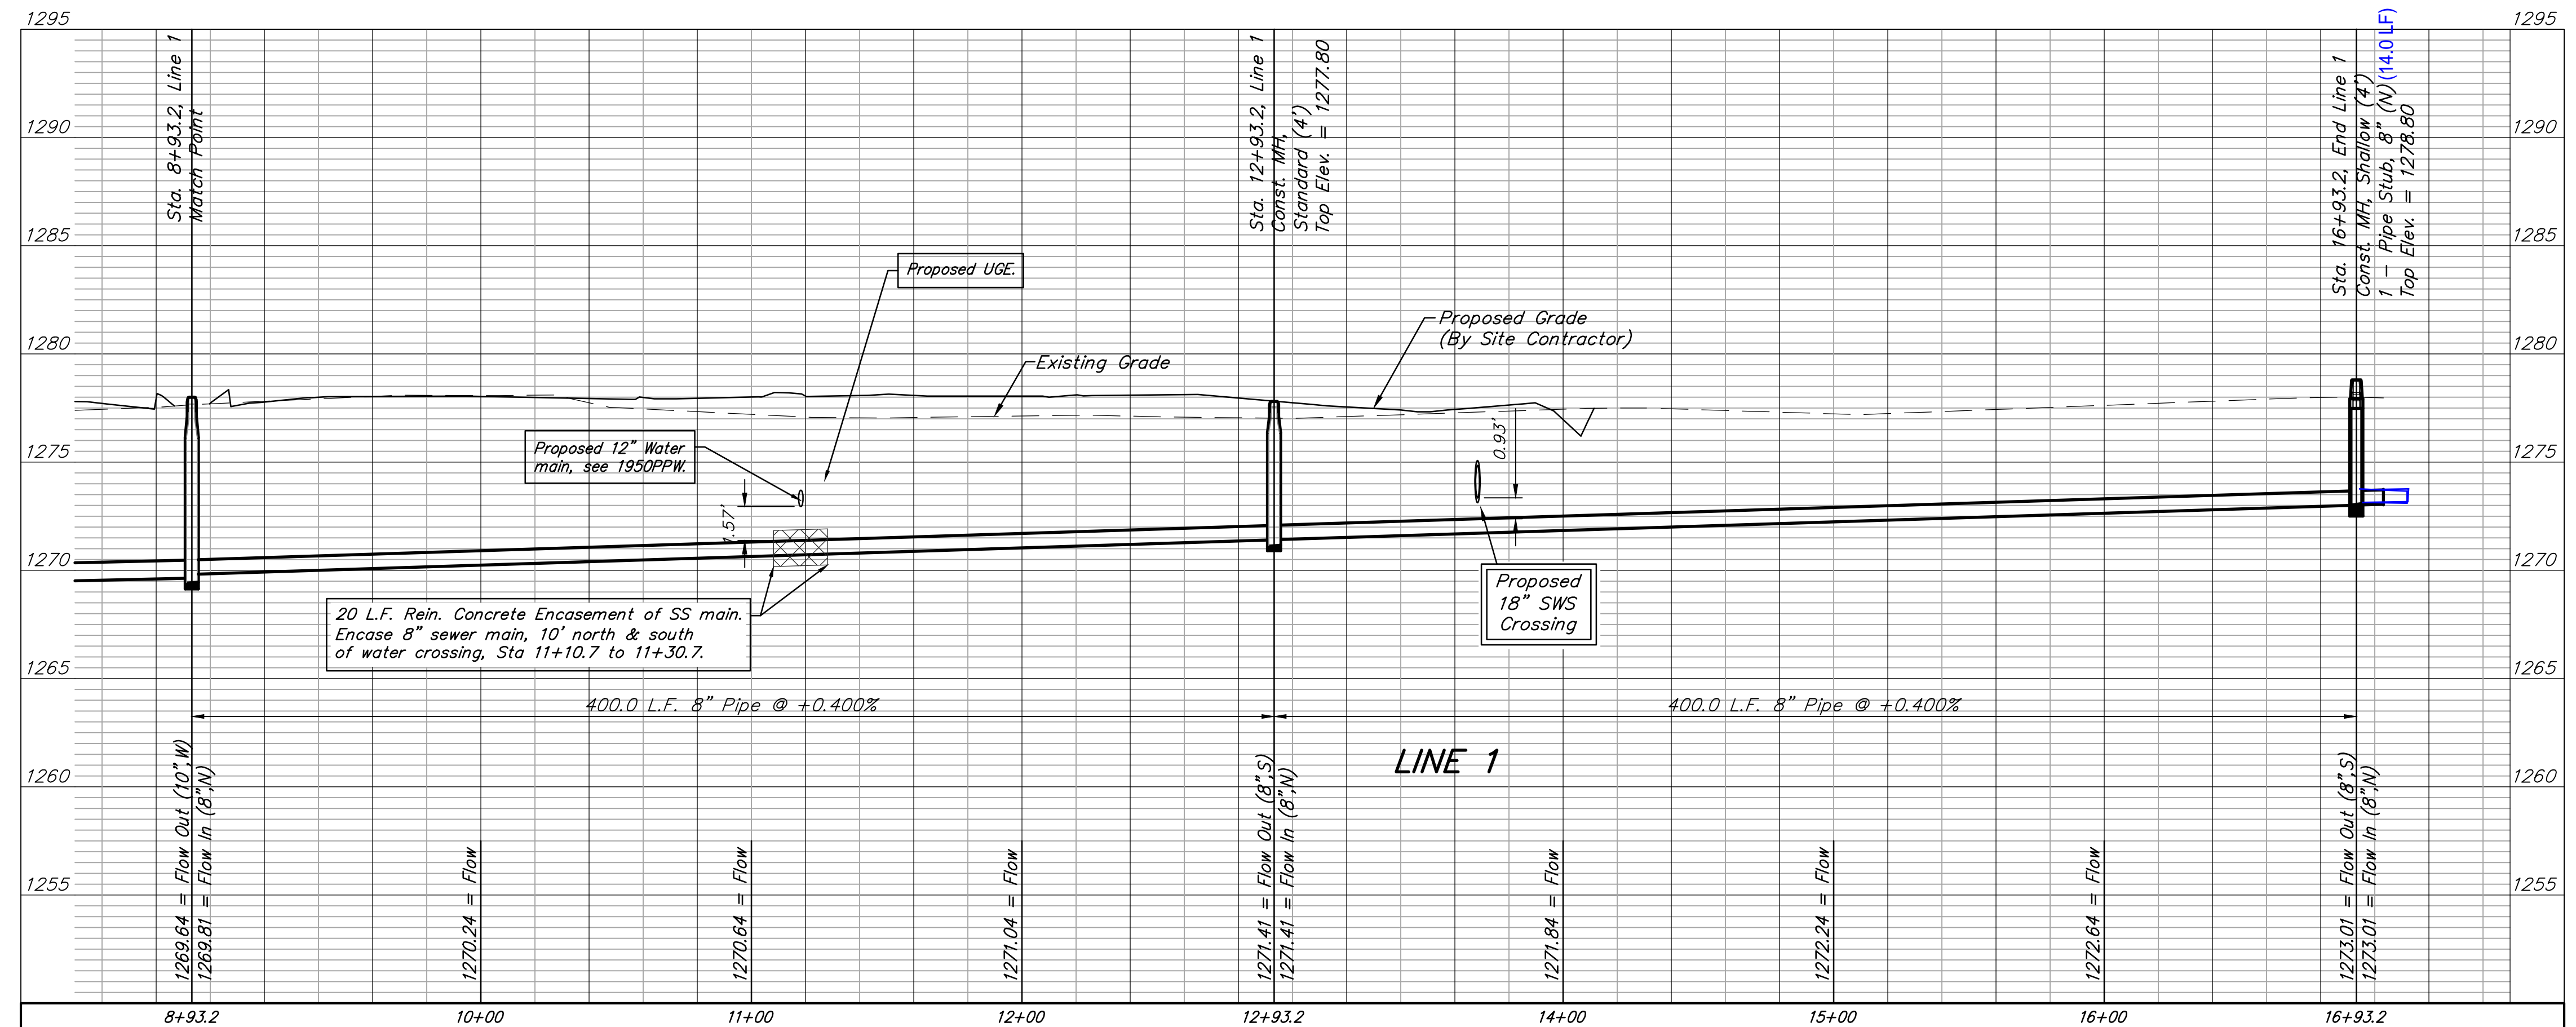 1295
1295
1290
1290
1285
1285
1280
1280
1275
1275
1270
1270
1265
1265
1260
1260
1255
1255
Sta. 8+93.2, Line 1
Match Point
Sta. 12+93.2, Line 1
Const. MH,
Standard (4')
Top Elev. = 1277.80
Sta. 16+93.2, End Line 1
Const. MH, Shallow (4')
1 - Pipe Stub, 8" (N) (14.0 LF)
Top Elev. = 1278.80
Proposed UGE.
Proposed Grade
(By Site Contractor)
Existing Grade
Proposed 12" Water
main, see 1950PPW.
1.57'
0.93'
Proposed
18" SWS
Crossing
20 L.F. Rein. Concrete Encasement of SS main.
Encase 8" sewer main, 10' north & south
of water crossing, Sta 11+10.7 to 11+30.7.
400.0 L.F. 8" Pipe @ +0.400%
400.0 L.F. 8" Pipe @ +0.400%
LINE 1
1269.64 = Flow Out (10",W)
1269.81 = Flow In (8",N)
1270.24 = Flow
1270.64 = Flow
1271.04 = Flow
1271.41 = Flow Out (8",S)
1271.41 = Flow In (8",N)
1271.84 = Flow
1272.24 = Flow
1272.64 = Flow
1273.01 = Flow Out (8",S)
1273.01 = Flow In (8",N)
8+93.2
10+00
11+00
12+00
12+93.2
14+00
15+00
16+00
16+93.2